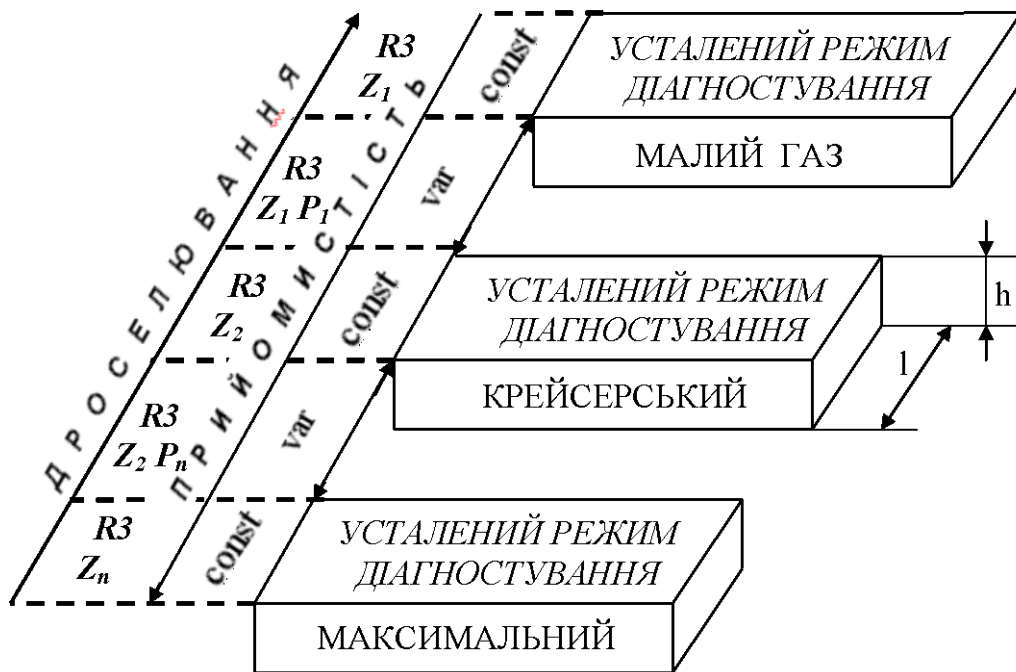 ДРОСЕЛЮВАННЯ
ПРИЙОМИСТІСТЬ
R3
Z₁
const
УСТАЛЕНИЙ РЕЖИМ
ДІАГНОСТУВАННЯ
МАЛИЙ ГАЗ
R3
Z₁ P₁
var
R3
Z₂
const
УСТАЛЕНИЙ РЕЖИМ
ДІАГНОСТУВАННЯ
КРЕЙСЕРСЬКИЙ
h
l
R3
Z₂ Pₙ
var
R3
Zₙ
const
УСТАЛЕНИЙ РЕЖИМ
ДІАГНОСТУВАННЯ
МАКСИМАЛЬНИЙ